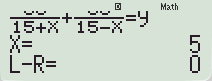 Math
15+X + 15-X =y
X= 5
L-R= 0